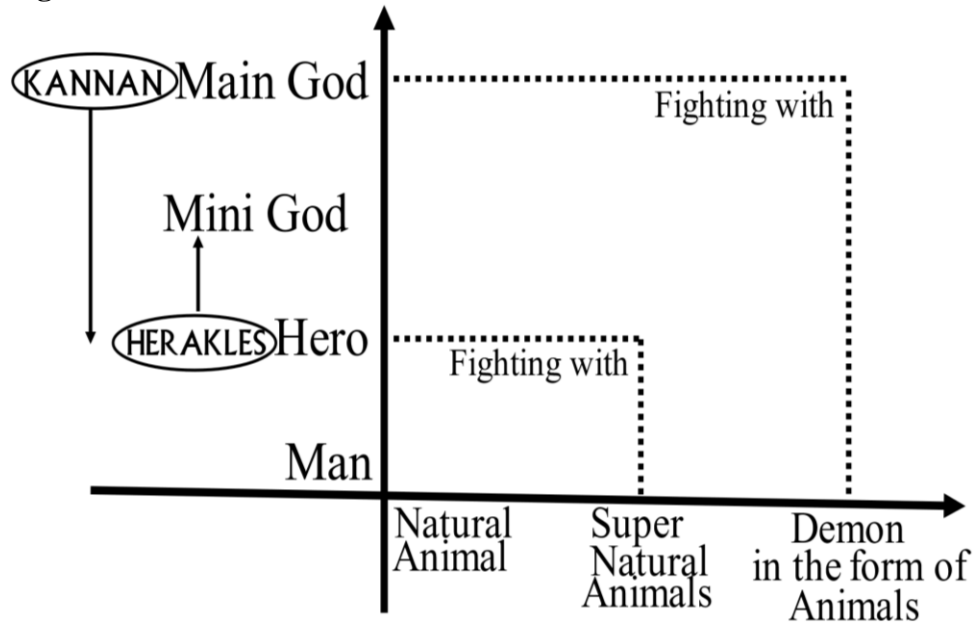 KANNAN Main God
Fighting with
Mini God
HERAKLES Hero
Fighting with
Man
Natural
Animal
Super
Natural
Animals
Demon
in the form of
Animals